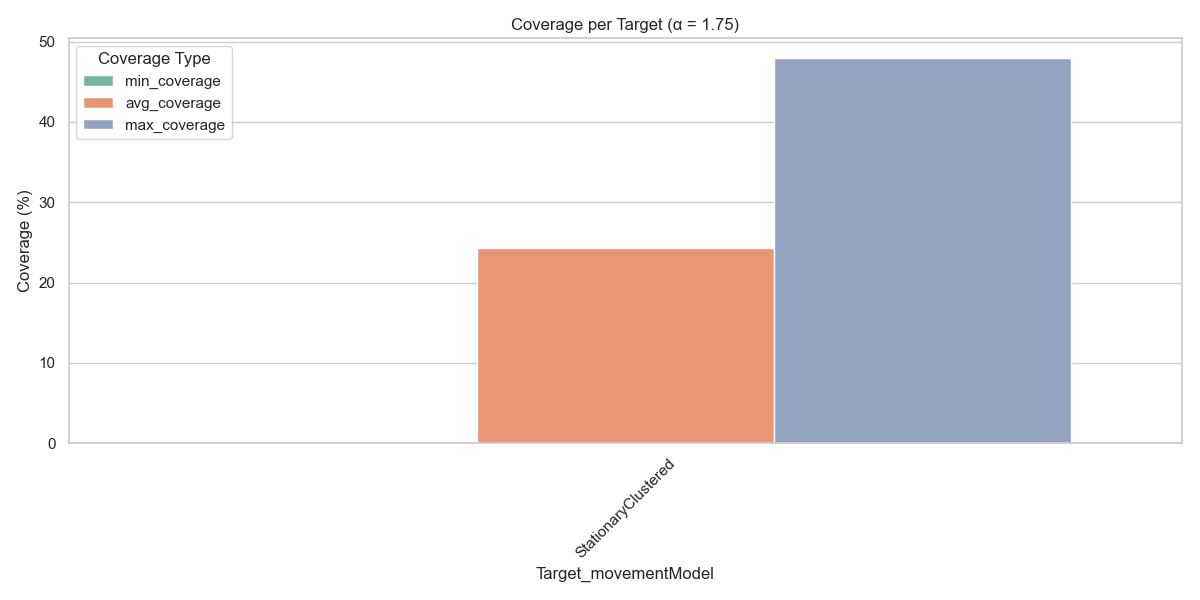 Coverage per Target (α = 1.75)
Coverage Type
min_coverage
avg_coverage
max_coverage
Coverage (%)
50
40
30
20
10
0
StationaryClustered
Target_movementModel